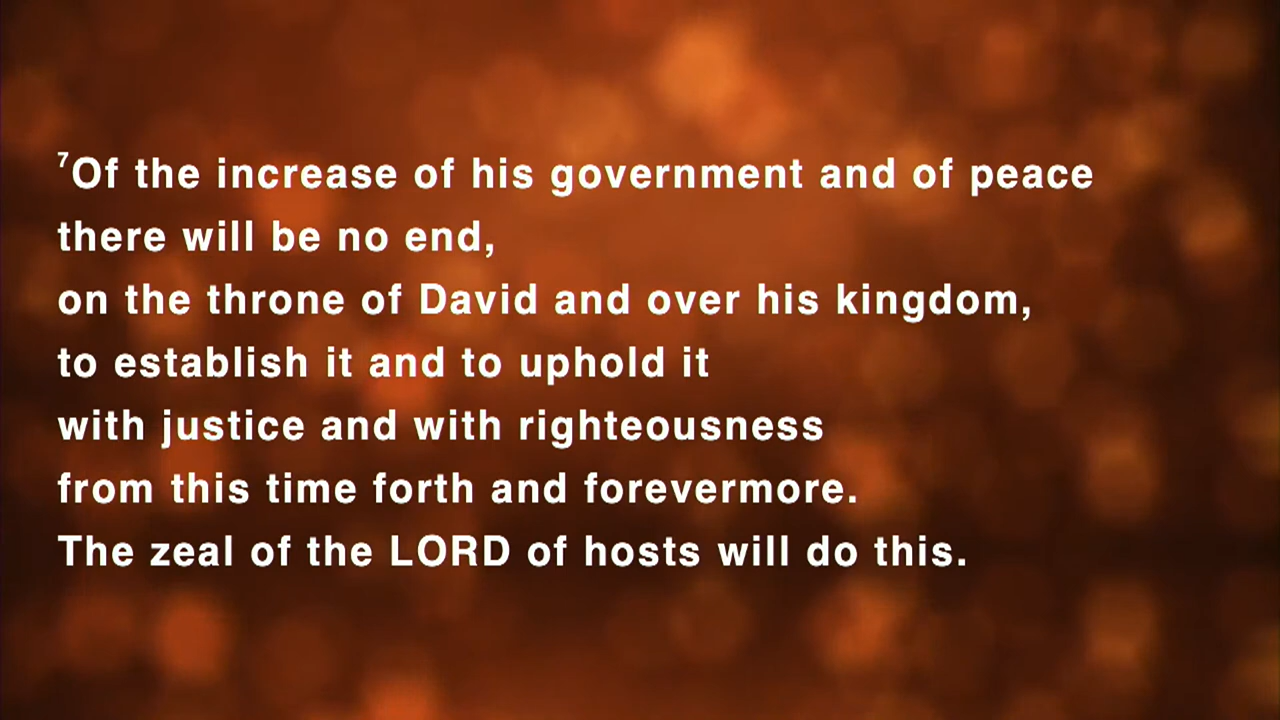 ⁷Of the increase of his government and of peace
there will be no end,
on the throne of David and over his kingdom,
to establish it and to uphold it
with justice and with righteousness
from this time forth and forevermore.
The zeal of the LORD of hosts will do this.